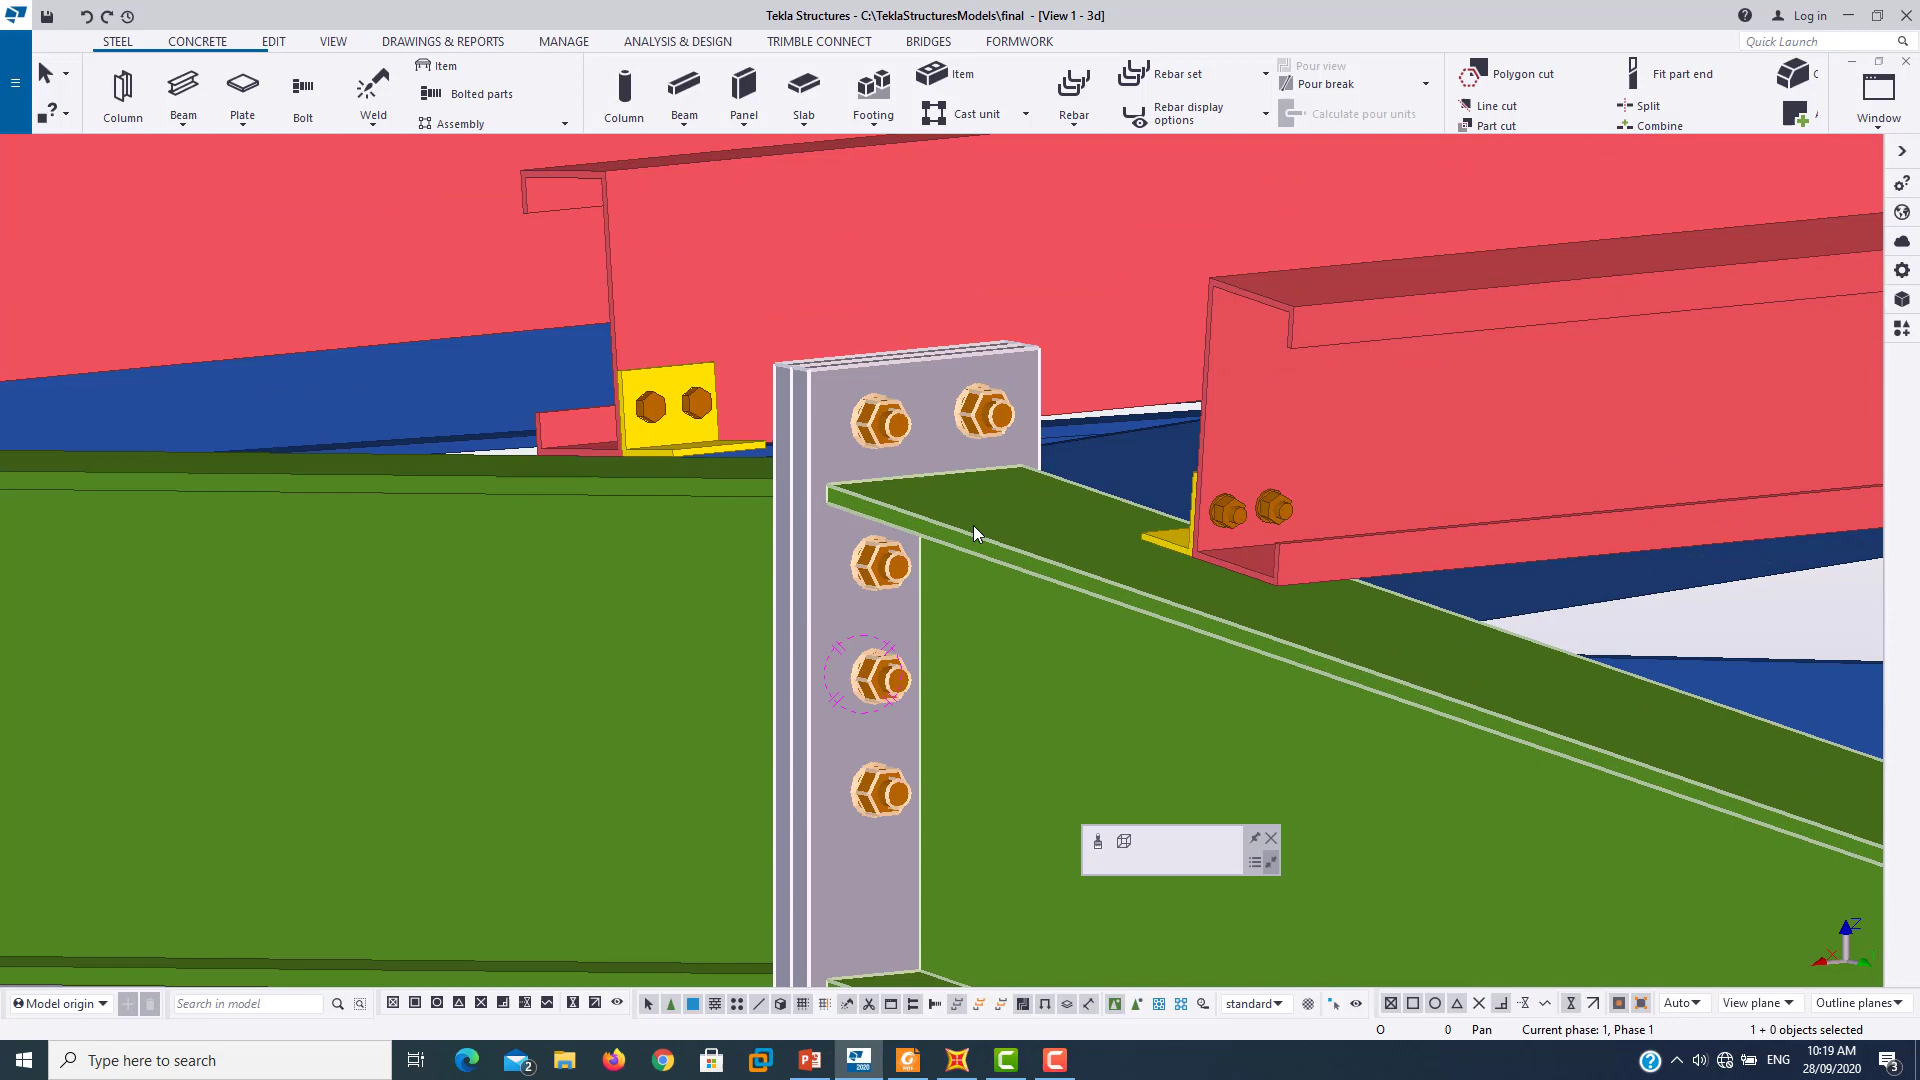 Tekla Structures - C:\TeklaStructuresModels\final  - [View 1 - 3d]
Log in
STEEL
CONCRETE
EDIT
VIEW
DRAWINGS & REPORTS
MANAGE
ANALYSIS & DESIGN
TRIMBLE CONNECT
BRIDGES
FORMWORK
Quick Launch
Column
Beam
Plate
Bolt
Weld
Item
Bolted parts
Assembly
Column
Beam
Panel
Slab
Footing
Item
Cast unit
Rebar
Rebar set
Rebar display
options
Pour view
Pour break
Calculate pour units
Polygon cut
Line cut
Part cut
Fit part end
Split
Combine
Window
Z
X
Model origin
Search in model
standard
Auto
View plane
Outline planes
O
0
Pan
Current phase: 1, Phase 1
1 + 0 objects selected
Type here to search
2
2020
ENG
10:19 AM
28/09/2020
3